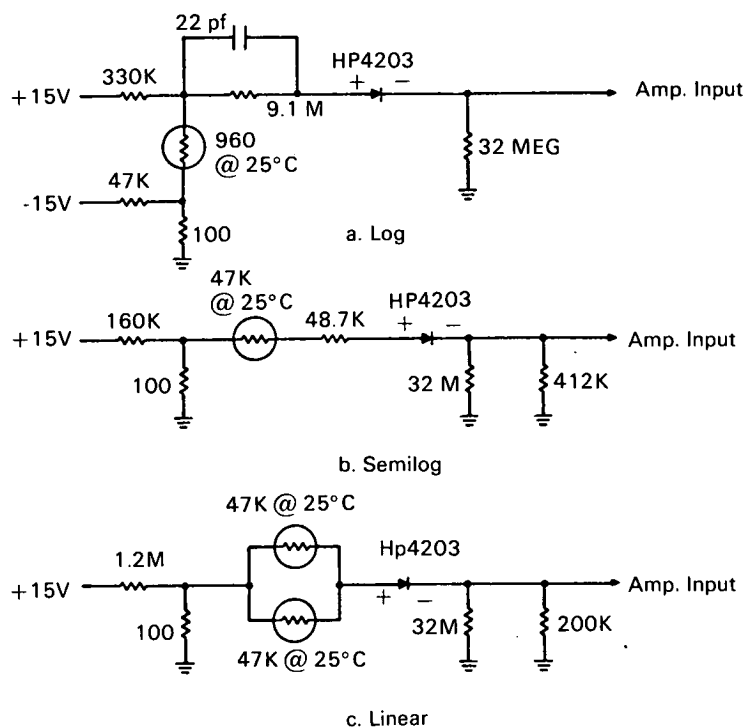 22 pf
330K
HP4203
+15V
+ −
Amp. Input
9.1 M
960
@ 25°C
32 MEG
47K
-15V
a. Log
100
47K
@ 25°C
HP4203
160K
48.7K
+ −
+15V
Amp. Input
100
32 M
412K
b. Semilog
47K @ 25°C
Hp4203
1.2M
+15V
Amp. Input
+ −
100
32M
200K
47K @ 25°C
c. Linear